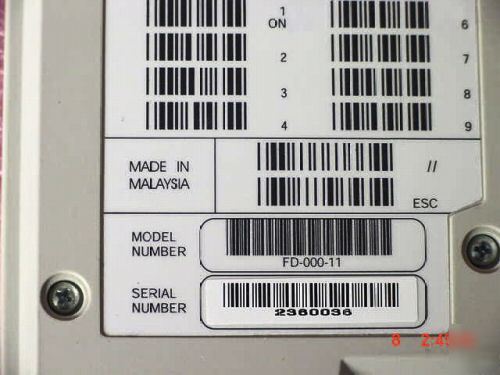 1
ON
6
2
7
3
8
4
9
MADE IN
MALAYSIA
//
ESC
MODEL
NUMBER
FD-000-11
SERIAL
NUMBER
2360036
8